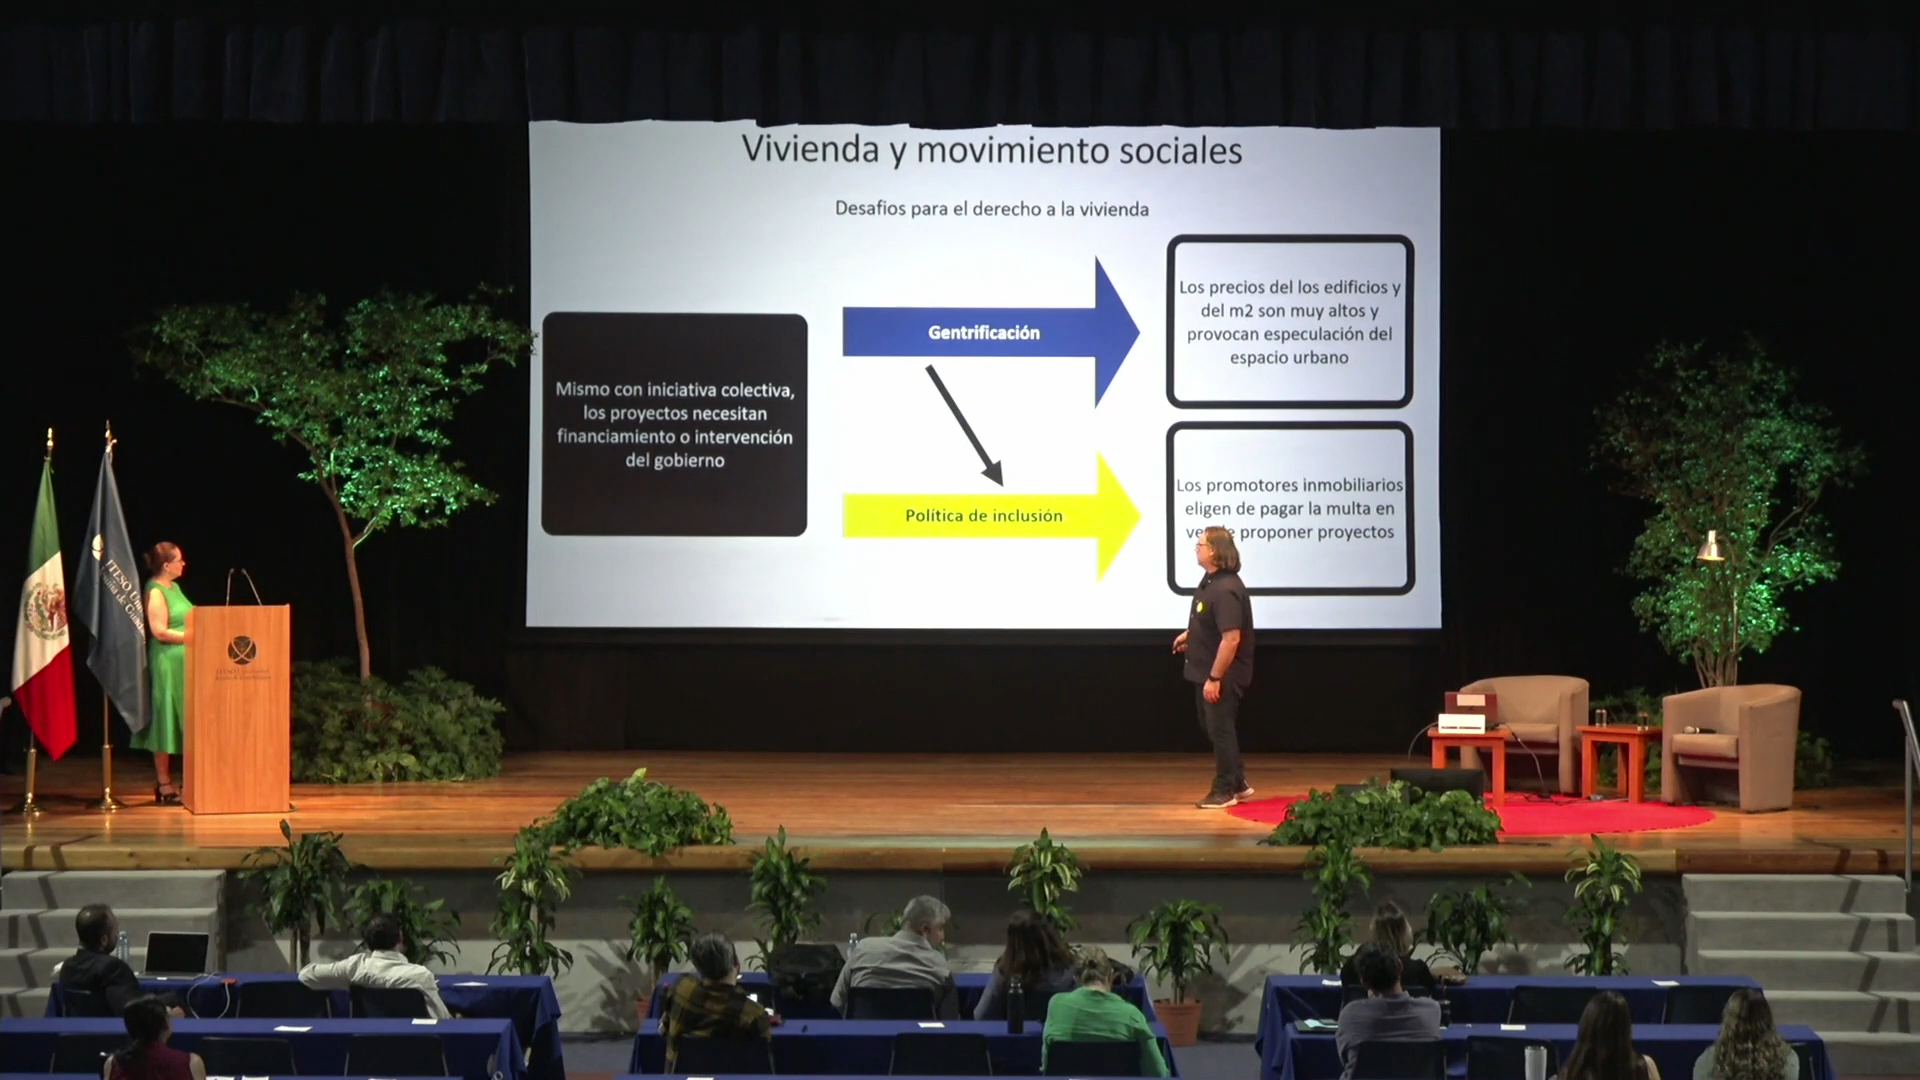 Vivienda y movimiento sociales
Desafios para el derecho a la vivienda
Mismo con iniciativa colectiva,
los proyectos necesitan
financiamiento o intervención
del gobierno
Gentrificación
Política de inclusión
Los precios del los edificios y
del m2 son muy altos y
provocan especulación del
espacio urbano
Los promotores inmobiliarios
eligen de pagar la multa en
proponer proyectos
ITESO